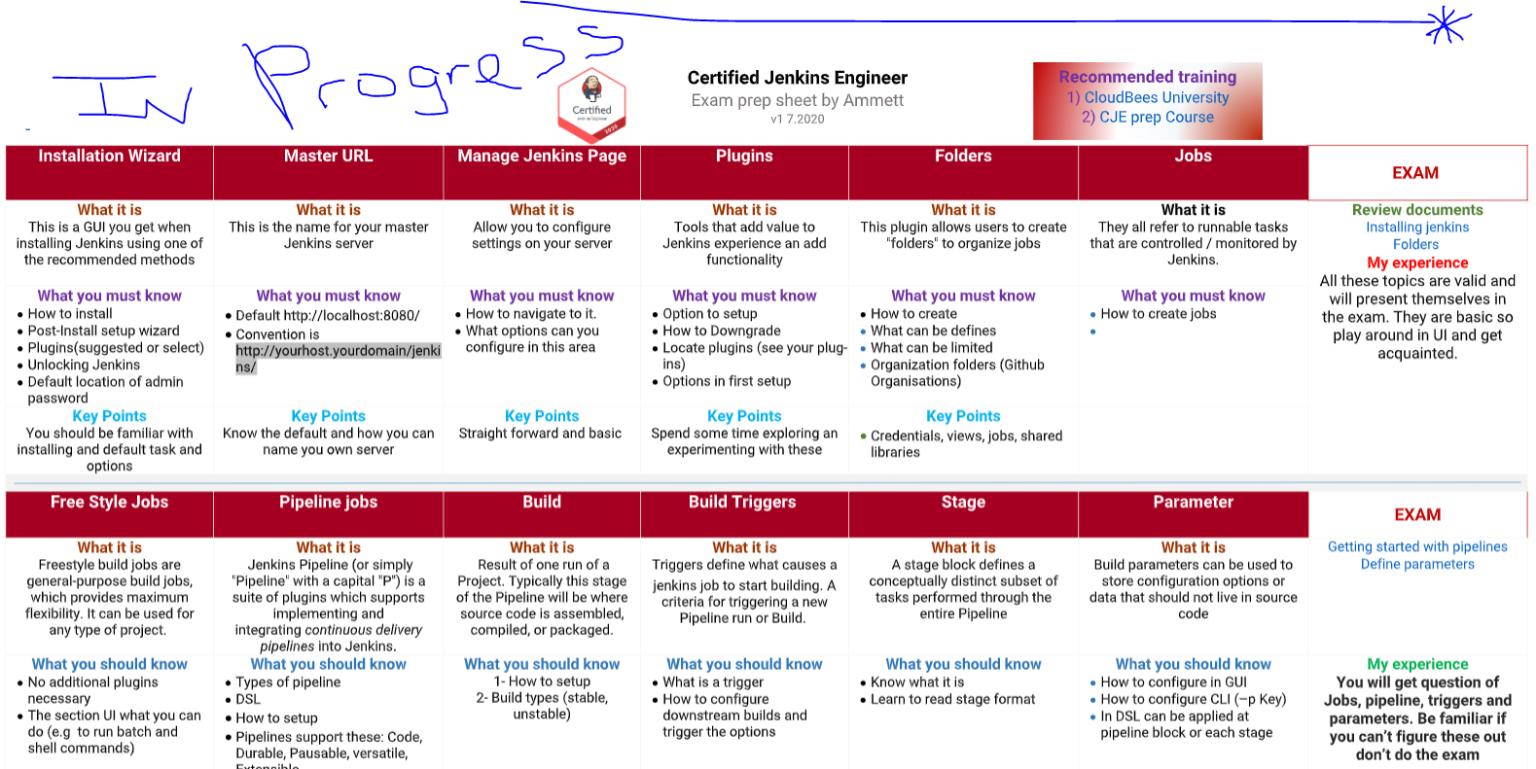 In Progress
Certified
2020
Certified Jenkins Engineer
Exam prep sheet by Ammett
v1 7.2020
Recommended training
1) CloudBees University
2) CJE prep Course
Installation Wizard
What it is
This is a GUI you get when
installing Jenkins using one of
the recommended methods
What you must know
• How to install
• Post-Install setup wizard
• Plugins(suggested or select)
• Unlocking Jenkins
• Default location of admin
password
Key Points
You should be familiar with
installing and default task and
options
Master URL
What it is
This is the name for your master
Jenkins server
What you must know
• Default http://localhost:8080/
• Convention is
http://yourhost.yourdomain/jenki
ns/
Key Points
Know the default and how you can
name you own server
Manage Jenkins Page
What it is
Allow you to configure
settings on your server
What you must know
• How to navigate to it.
• What options can you
configure in this area
Key Points
Straight forward and basic
Plugins
What it is
Tools that add value to
Jenkins experience an add
functionality
What you must know
• Option to setup
• How to Downgrade
• Locate plugins (see your plug-
ins)
• Options in first setup
Key Points
Spend some time exploring an
experimenting with these
Folders
What it is
This plugin allows users to create
"folders" to organize jobs
What you must know
• How to create
• What can be defines
• What can be limited
• Organization folders (Github
Organisations)
Key Points
• Credentials, views, jobs, shared
libraries
Jobs
What it is
They all refer to runnable tasks
that are controlled / monitored by
Jenkins.
What you must know
• How to create jobs
•
EXAM
Review documents
Installing jenkins
Folders
My experience
All these topics are valid and
will present themselves in
the exam. They are basic so
play around in UI and get
acquainted.
Free Style Jobs
What it is
Freestyle build jobs are
general-purpose build jobs,
which provides maximum
flexibility. It can be used for
any type of project.
What you should know
• No additional plugins
necessary
• The section UI what you can
do (e.g to run batch and
shell commands)
Pipeline jobs
What it is
Jenkins Pipeline (or simply
"Pipeline" with a capital "P") is a
suite of plugins which supports
implementing and
integrating continuous delivery
pipelines into Jenkins.
What you should know
• Types of pipeline
• DSL
• How to setup
• Pipelines support these: Code,
Durable, Pausable, versatile,
Extensible
Build
What it is
Result of one run of a
Project. Typically this stage
of the Pipeline will be where
source code is assembled,
compiled, or packaged.
What you should know
1- How to setup
2- Build types (stable,
unstable)
Build Triggers
What it is
Triggers define what causes a
jenkins job to start building. A
criteria for triggering a new
Pipeline run or Build.
What you should know
• What is a trigger
• How to configure
downstream builds and
trigger the options
Stage
What it is
A stage block defines a
conceptually distinct subset of
tasks performed through the
entire Pipeline
What you should know
• Know what it is
• Learn to read stage format
Parameter
What it is
Build parameters can be used to
store configuration options or
data that should not live in source
code
What you should know
• How to configure in GUI
• How to configure CLI (–p Key)
• In DSL can be applied at
pipeline block or each stage
EXAM
Getting started with pipelines
Define parameters
My experience
You will get question of
Jobs, pipeline, triggers and
parameters. Be familiar if
you can't figure these out
don't do the exam